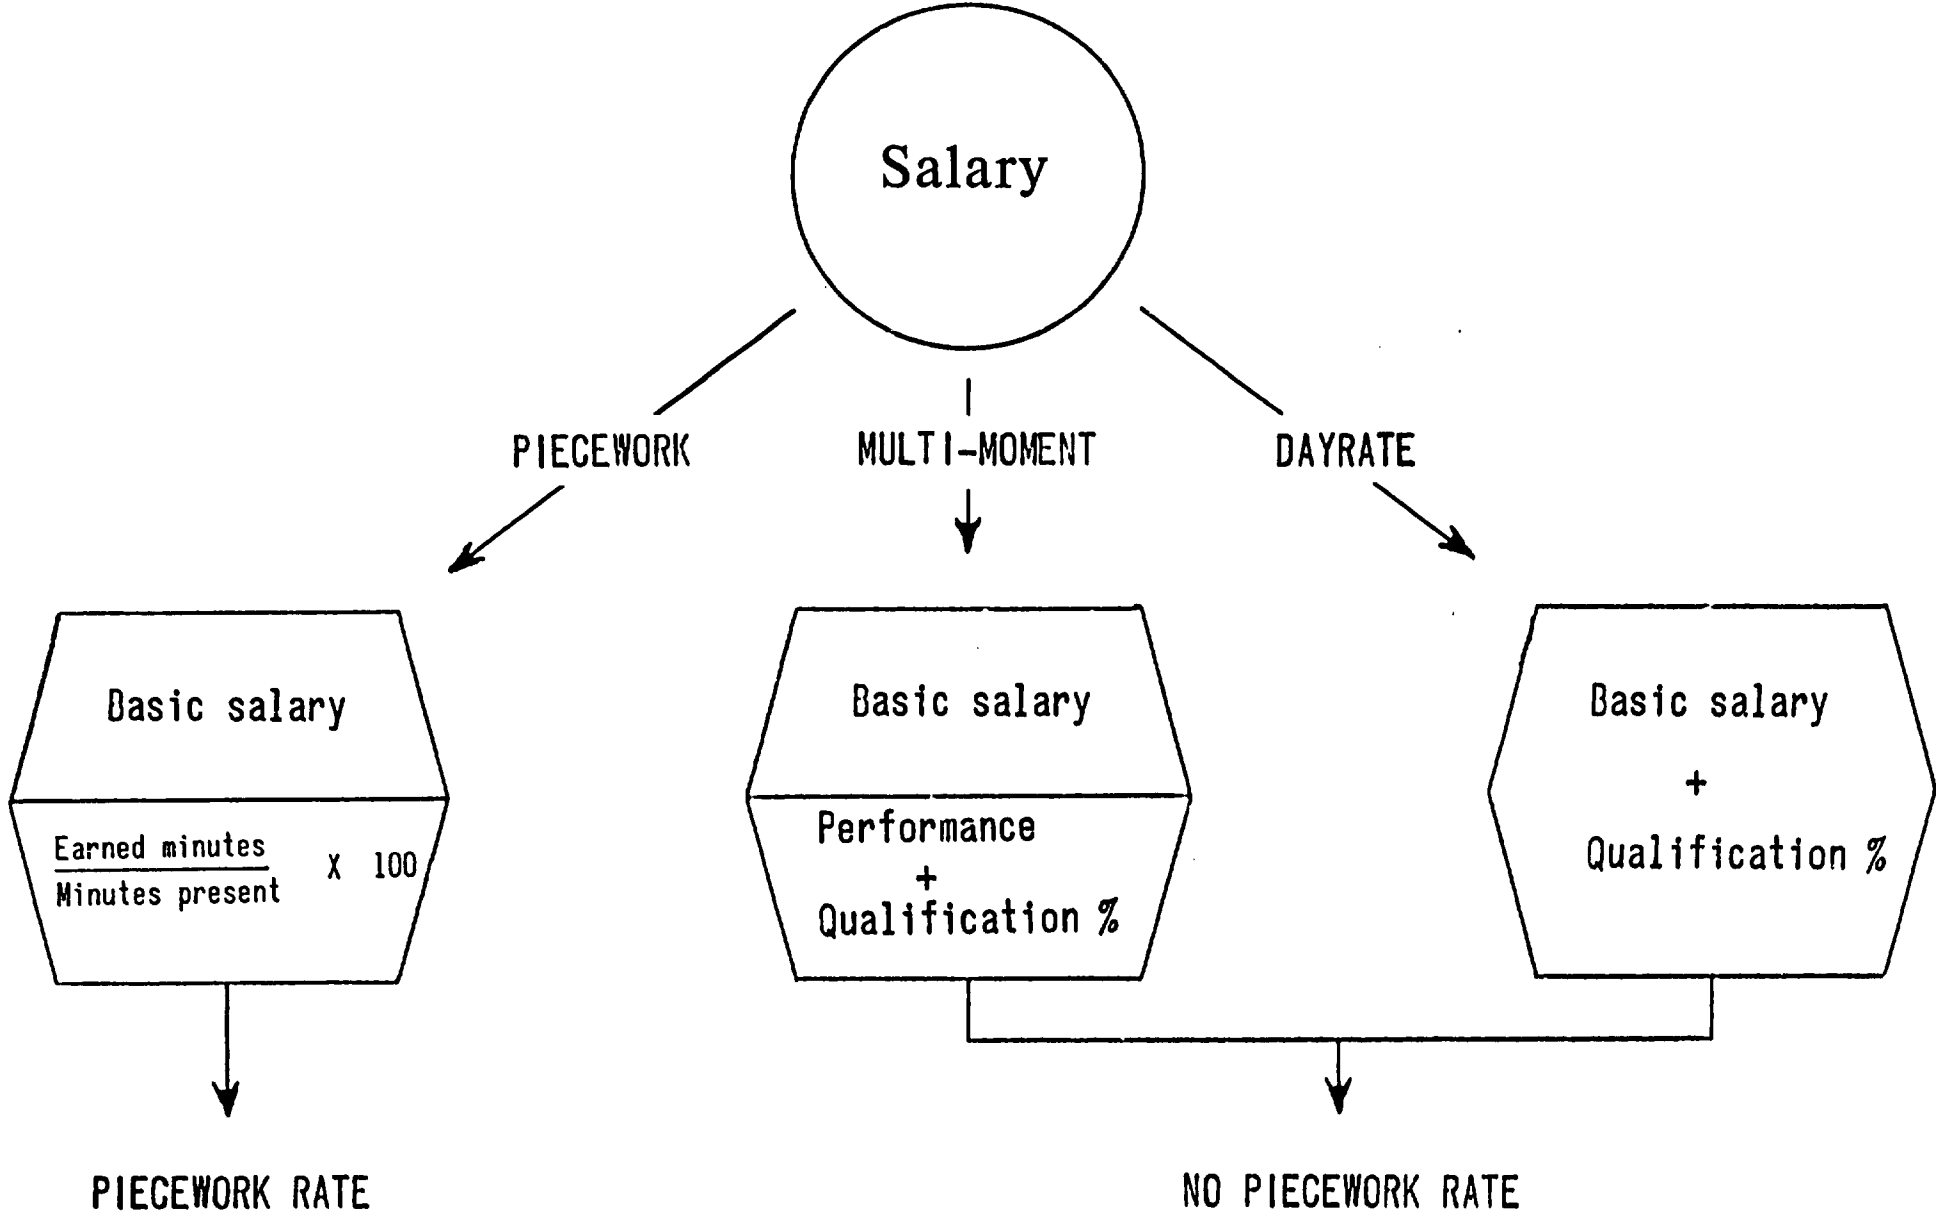 Salary
PIECEWORK
MULTI-MOMENT
DAYRATE
Basic salary
Earned minutes
Minutes present
X 100
Basic salary
Performance
+
Qualification %
Basic salary
+
Qualification %
PIECEWORK RATE
NO PIECEWORK RATE